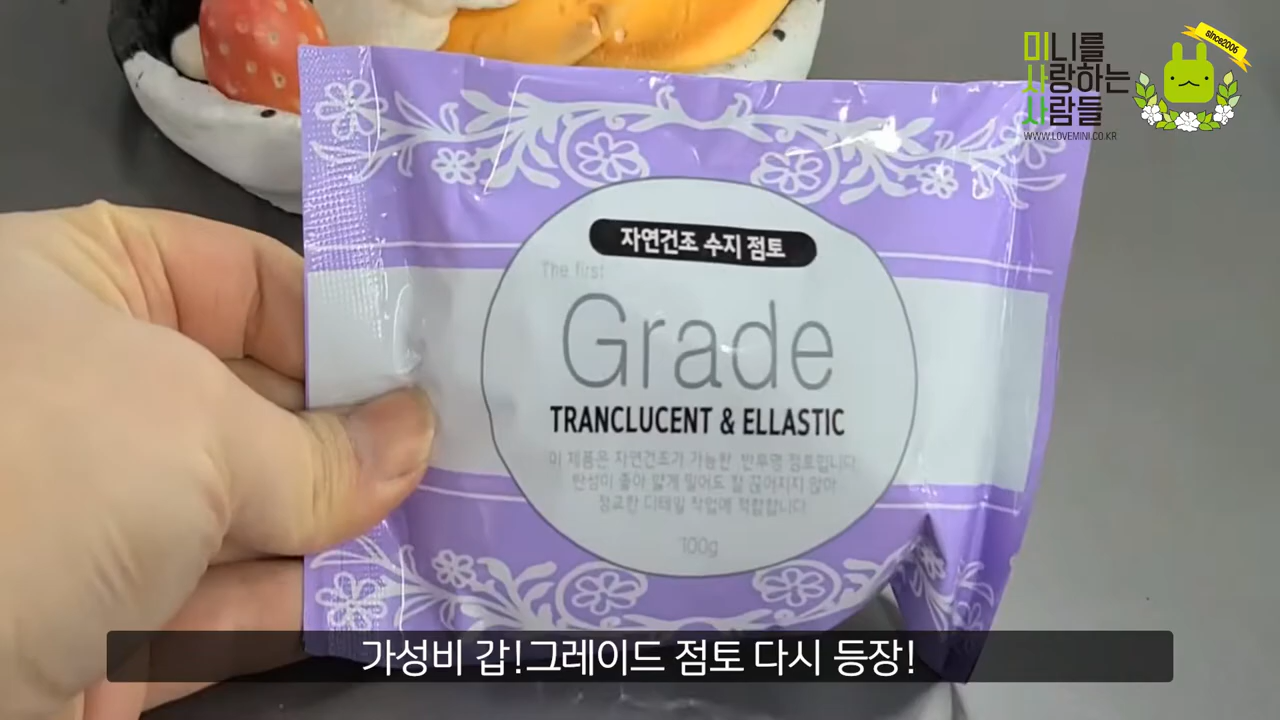 미니를
사랑하는
사람들
WWW.LOVEMINI.CO.KR
since2006
자연건조 수지 점토
The first
Grade
TRANCLUCENT & ELLASTIC
이 제품은 자연건조가 가능한, 반투명 점토입니다
탄성이 좋아 얇게 밀어도 잘 끊어지지 않아
정교한 디테일 작업에 적합합니다
100g
가성비 갑!그레이드 점토 다시 등장!